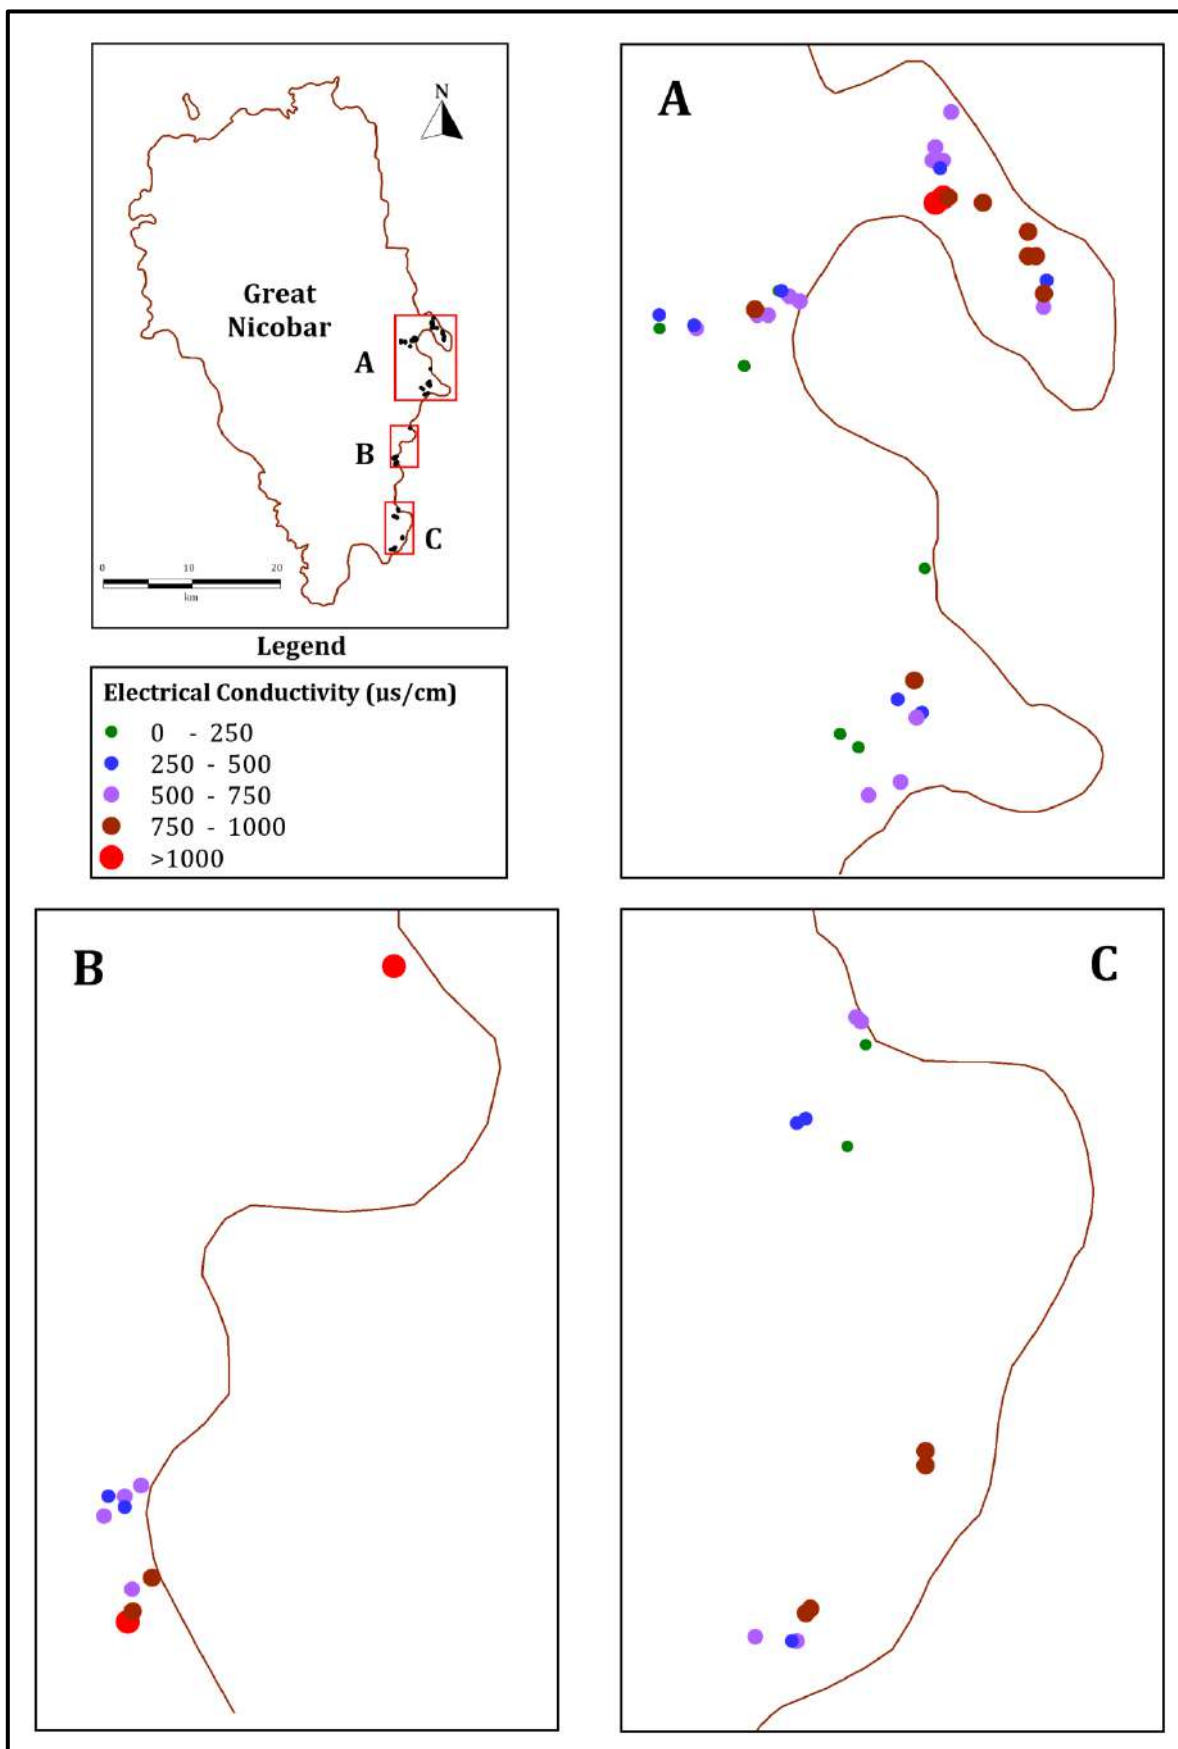 N
Great
Nicobar
A
B
C
0 10 20
km
Legend
Electrical Conductivity (µs/cm)
0 - 250
250 - 500
500 - 750
750 - 1000
>1000
A
B
C